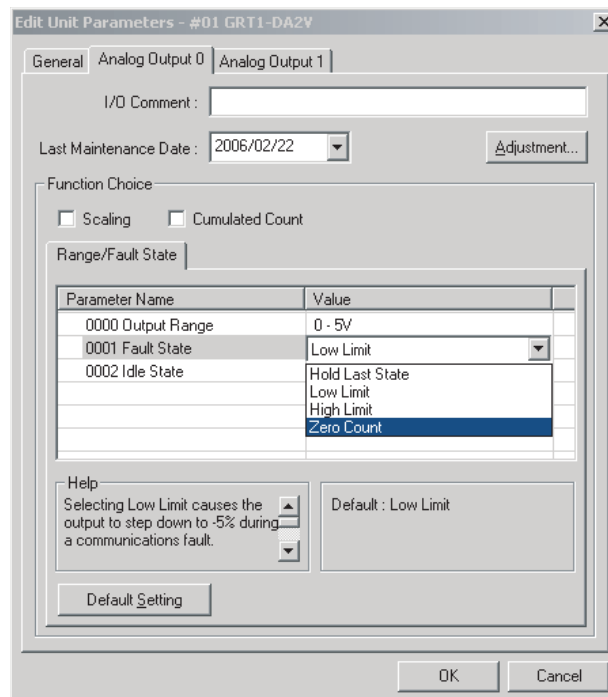 Edit Unit Parameters - #01 GRT1-DA2V
General Analog Output 0 Analog Output 1
I/O Comment :
Last Maintenance Date : 2006/02/22 Adjustment...
Function Choice
Scaling Cumulated Count
Range/Fault State
Parameter Name Value
0000 Output Range 0 - 5V
0001 Fault State Low Limit
0002 Idle State Hold Last State
Low Limit
High Limit
Zero Count
Help
Selecting Low Limit causes the
output to step down to -5% during
a communications fault.
Default : Low Limit
Default Setting
OK Cancel